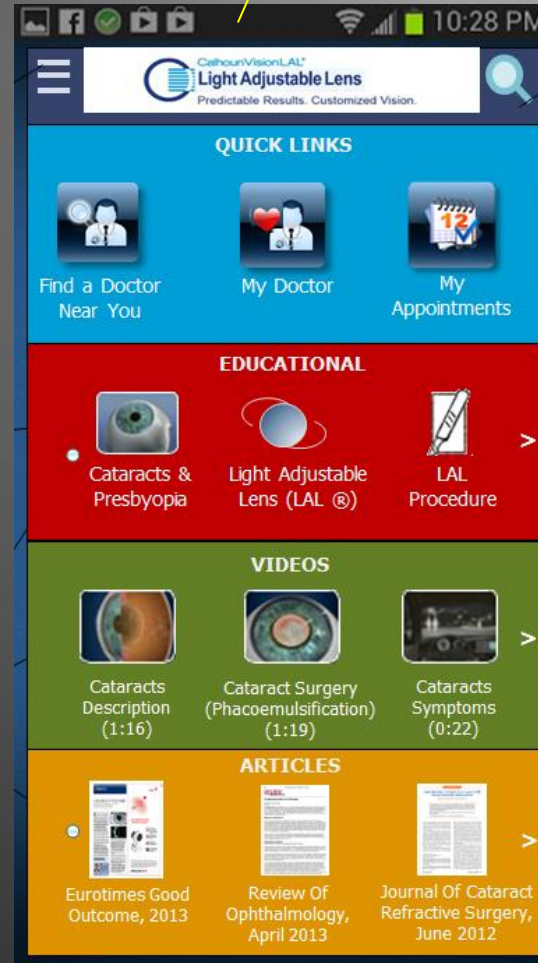 10:28 PM
CalhounVision LAL®
Light Adjustable Lens
Predictable Results. Customized Vision.
QUICK LINKS
12
Find a Doctor
Near You
My Doctor
My
Appointments
EDUCATIONAL
>
Cataracts &
Presbyopia
Light Adjustable
Lens (LAL ®)
LAL
Procedure
VIDEOS
>
Cataracts
Description
(1:16)
Cataract Surgery
(Phacoemulsification)
(1:19)
Cataracts
Symptoms
(0:22)
ARTICLES
>
Eurotimes Good
Outcome, 2013
Review Of
Ophthalmology,
April 2013
Journal Of Cataract
Refractive Surgery,
June 2012